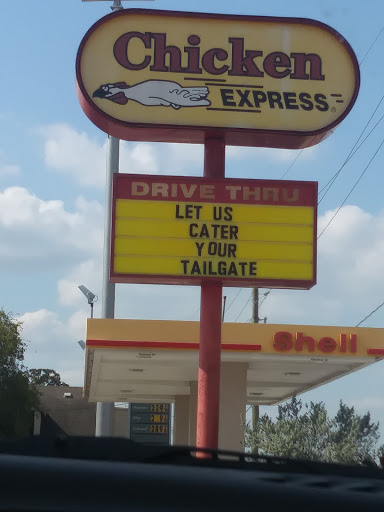 Chicken
EXPRESS
DRIVE THRU
LET US
CATER
YOUR
TAILGATE
Shell